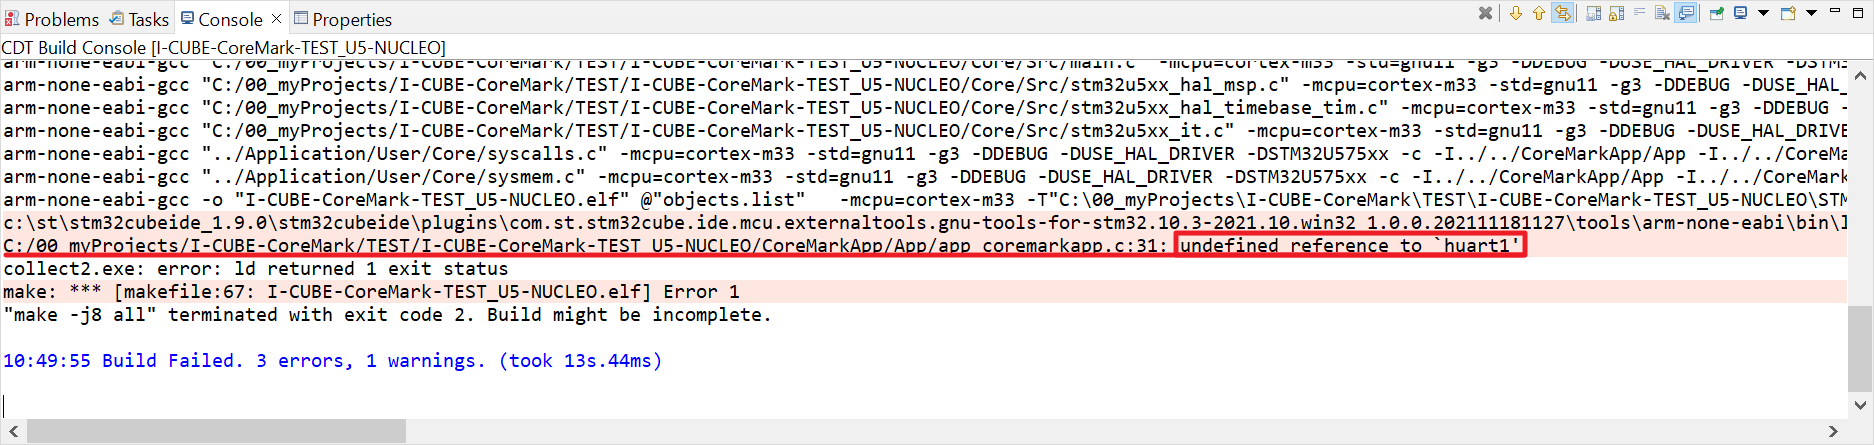 Problems Tasks Console Properties
CDT Build Console [I-CUBE-CoreMark-TEST_U5-NUCLEO]
arm-none-eabi-gcc "C:/00_myProjects/I-CUBE-CoreMark/TEST/I-CUBE-CoreMark-TEST_U5-NUCLEO/Core/Src/main.c" -mcpu=cortex-m33 -std=gnu11 -g3 -DDEBUG -DUSE_HAL_DRIVER -DSTM3
arm-none-eabi-gcc "C:/00_myProjects/I-CUBE-CoreMark/TEST/I-CUBE-CoreMark-TEST_U5-NUCLEO/Core/Src/stm32u5xx_hal_msp.c" -mcpu=cortex-m33 -std=gnu11 -g3 -DDEBUG -DUSE_HAL_
arm-none-eabi-gcc "C:/00_myProjects/I-CUBE-CoreMark/TEST/I-CUBE-CoreMark-TEST_U5-NUCLEO/Core/Src/stm32u5xx_hal_timebase_tim.c" -mcpu=cortex-m33 -std=gnu11 -g3 -DDEBUG -
arm-none-eabi-gcc "C:/00_myProjects/I-CUBE-CoreMark/TEST/I-CUBE-CoreMark-TEST_U5-NUCLEO/Core/Src/stm32u5xx_it.c" -mcpu=cortex-m33 -std=gnu11 -g3 -DDEBUG -DUSE_HAL_DRIVE
arm-none-eabi-gcc "../Application/User/Core/syscalls.c" -mcpu=cortex-m33 -std=gnu11 -g3 -DDEBUG -DUSE_HAL_DRIVER -DSTM32U575xx -c -I../../CoreMarkApp/App -I../../CoreMa
arm-none-eabi-gcc "../Application/User/Core/sysmem.c" -mcpu=cortex-m33 -std=gnu11 -g3 -DDEBUG -DUSE_HAL_DRIVER -DSTM32U575xx -c -I../../CoreMarkApp/App -I../../CoreMark
arm-none-eabi-gcc -o "I-CUBE-CoreMark-TEST_U5-NUCLEO.elf" @"objects.list" -mcpu=cortex-m33 -T"C:\00_myProjects\I-CUBE-CoreMark\TEST\I-CUBE-CoreMark-TEST_U5-NUCLEO\STM
c:\st\stm32cubeide_1.9.0\stm32cubeide\plugins\com.st.stm32cube.ide.mcu.externaltools.gnu-tools-for-stm32.10.3-2021.10.win32_1.0.0.202111181127\tools\arm-none-eabi\bin\l
C:/00_myProjects/I-CUBE-CoreMark/TEST/I-CUBE-CoreMark-TEST_U5-NUCLEO/CoreMarkApp/App/app_coremarkapp.c:31: undefined reference to `huart1'
collect2.exe: error: ld returned 1 exit status
make: *** [makefile:67: I-CUBE-CoreMark-TEST_U5-NUCLEO.elf] Error 1
"make -j8 all" terminated with exit code 2. Build might be incomplete.
10:49:55 Build Failed. 3 errors, 1 warnings. (took 13s.44ms)